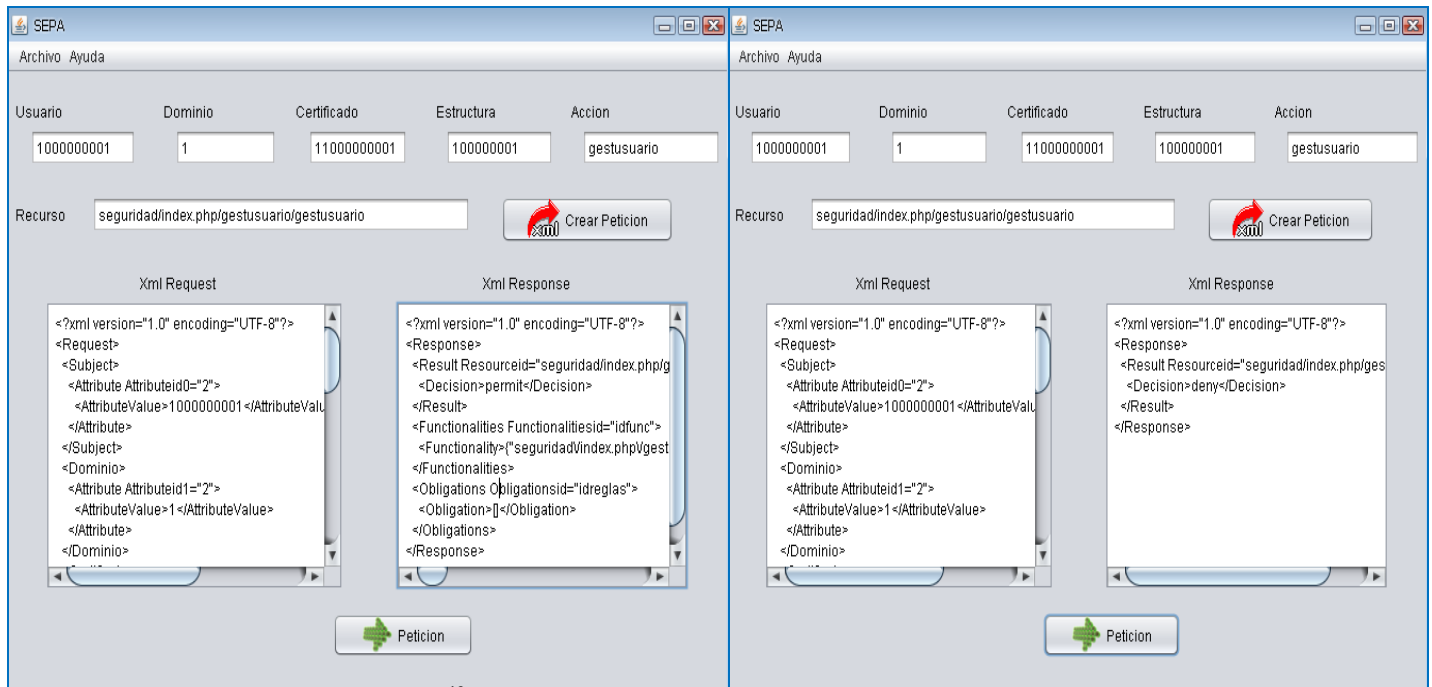 SEPA
Archivo Ayuda
Usuario Dominio Certificado Estructura Accion
1000000001 1 11000000001 100000001 gestusuario
Recurso seguridad/index.php/gestusuario/gestusuario Crear Peticion
Xml Request
<?xml version="1.0" encoding="UTF-8"?>
<Request>
<Subject>
<Attribute Attributeid0="2">
<AttributeValue>1000000001</AttributeValu
</Attribute>
</Subject>
<Dominio>
<Attribute Attributeid1="2">
<AttributeValue>1</AttributeValue>
</Attribute>
</Dominio>
Xml Response
<?xml version="1.0" encoding="UTF-8"?>
<Response>
<Result Resourceid="seguridad/index.php/g
<Decision>permit</Decision>
</Result>
<Functionalities Functionalitiesid="idfunc">
<Functionality>{"seguridad\/index.php\/gest
</Functionalities>
<Obligations Obligationsid="idreglas">
<Obligation>[]</Obligation>
</Obligations>
</Response>
Peticion
SEPA
Archivo Ayuda
Usuario Dominio Certificado Estructura Accion
1000000001 1 11000000001 100000001 gestusuario
Recurso seguridad/index.php/gestusuario/gestusuario Crear Peticion
Xml Request
<?xml version="1.0" encoding="UTF-8"?>
<Request>
<Subject>
<Attribute Attributeid0="2">
<AttributeValue>1000000001</AttributeValu
</Attribute>
</Subject>
<Dominio>
<Attribute Attributeid1="2">
<AttributeValue>1</AttributeValue>
</Attribute>
</Dominio>
Xml Response
<?xml version="1.0" encoding="UTF-8"?>
<Response>
<Result Resourceid="seguridad/index.php/ges
<Decision>deny</Decision>
</Result>
</Response>
Peticion